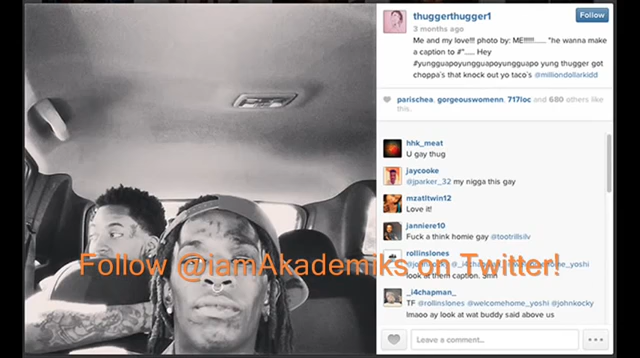 thuggerthugger1
Follow
3 months ago
Me and my love!!! photo by: ME!!!!!!...... "he wanna make
a caption to #"..... Hey
#yungguapoyungguapoyungguapo yung thugger got
choppa's that knock out yo taco's @milliondollarkidd
parischea, gorgeouswomenn, 717loc and 680 others like
this.
hhk_meat
U gay thug
jaycooke
@jparker_32 my nigga this gay
mzatltwin12
Love it!
janniere10
Fuck a think homie gay @tootrillsilv
rollinslones
@johnkocky @_i4chapman_ @welcomehome_yoshi
look at them caption. Smh
Follow @iamAkademiks on Twitter!
_i4chapman_
TF @rollinslones @welcomehome_yoshi @johnkocky
lmaoo ay look at wat buddy said above us
Leave a comment...